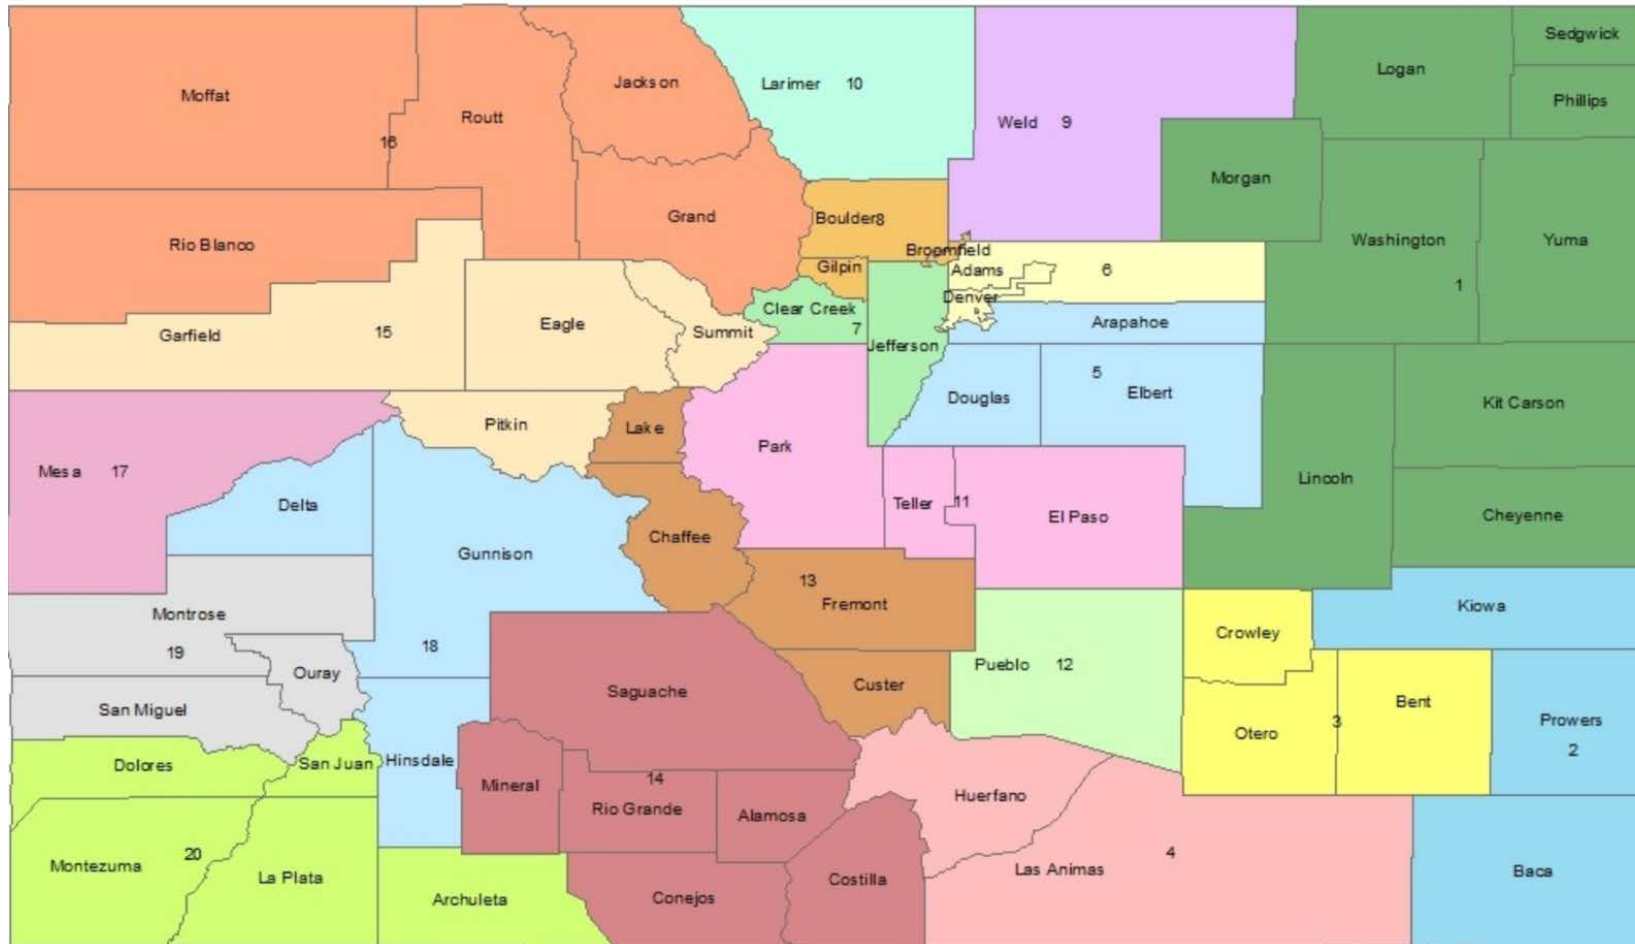 Sedgwick
Logan
Jackson
Larimer 10
Moffat
Phillips
Routt
Weld 9
16
Morgan
Grand
Boulder8
Rio Blanco
Washington
Yuma
Broomfield
Gilpin
Adams
6
Denver
1
Clear Creek
7
Arapahoe
Garfield
15
Eagle
Summit
Jefferson
5
Elbert
Douglas
Kit Carson
Pitkin
Lake
Park
Mesa 17
Lincoln
Delta
Teller
11
El Paso
Cheyenne
Chaffee
Gunnison
13
Fremont
Kiowa
Montrose
Crowley
19
18
Ouray
Pueblo 12
Saguache
Custer
San Miguel
Bent
Otero
3
Prowers
2
Dolores
San Juan
Hinsdale
Mineral
14
Rio Grande
Alamosa
Huerfano
Montezuma
20
La Plata
Las Animas
4
Costilla
Baca
Archuleta
Conejos